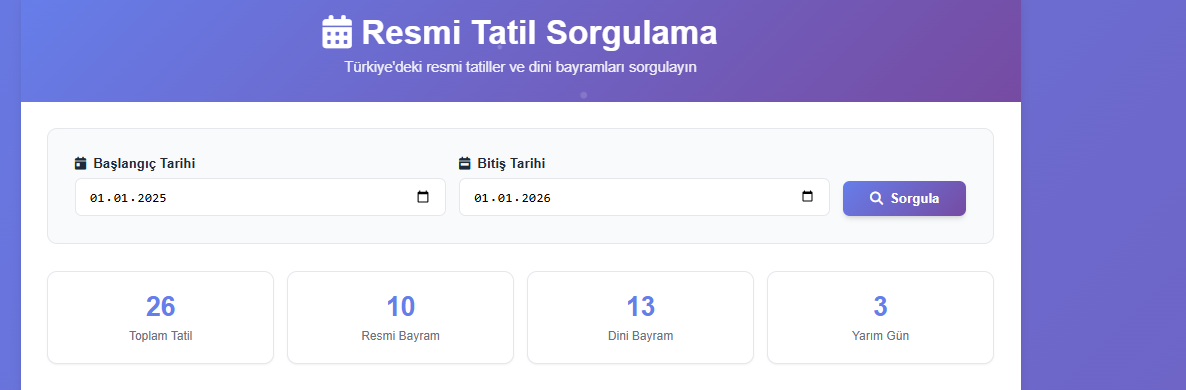 Resmi Tatil Sorgulama
Türkiye'deki resmi tatiller ve dini bayramları sorgulayın
Başlangıç Tarihi
Bitiş Tarihi
01.01.2025
01.01.2026
Sorgula
26
10
13
3
Toplam Tatil
Resmi Bayram
Dini Bayram
Yarım Gün